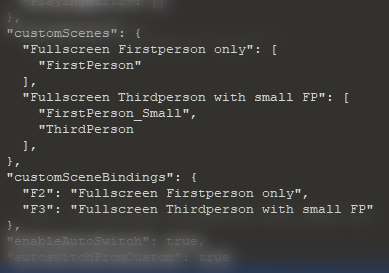 },
"customScenes": {
"Fullscreen Firstperson only": [
"FirstPerson"
],
"Fullscreen Thirdperson with small FP": [
"FirstPerson_Small",
"ThirdPerson
],
},
"customSceneBindings": {
"F2": "Fullscreen Firstperson only",
"F3": "Fullscreen Thirdperson with small FP"
},
"enableAutoSwitch": true,
"autoswitchFromCustom": true